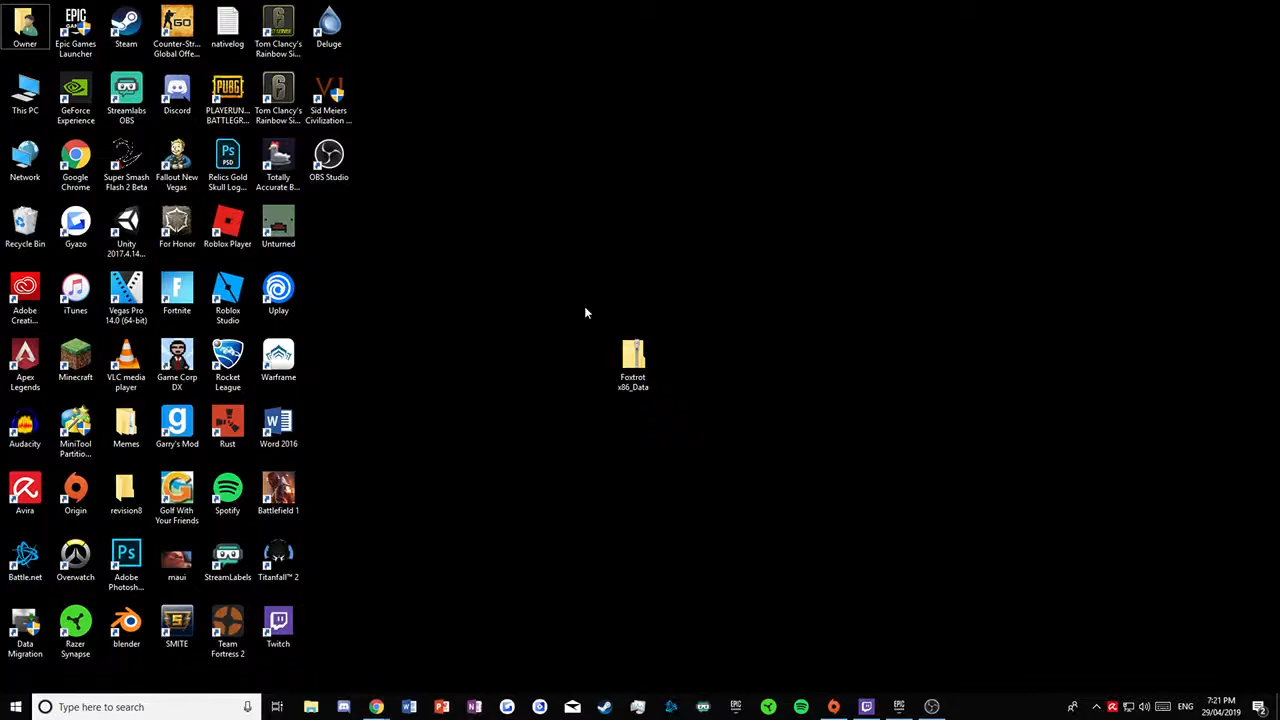 Owner
Epic Games
Launcher
Steam
Counter-Str...
Global Offe...
nativelog
Tom Clancy's
Rainbow Si...
Deluge
This PC
GeForce
Experience
Streamlabs
OBS
Discord
PLAYERUN...
BATTLEGR...
Tom Clancy's
Rainbow Si...
Sid Meiers
Civilization ...
Network
Google
Chrome
Super Smash
Flash 2 Beta
Fallout New
Vegas
Relics Gold
Skull Log...
Totally
Accurate B...
OBS Studio
Recycle Bin
Gyazo
Unity
2017.4.14...
For Honor
Roblox Player
Unturned
Adobe
Creati...
iTunes
Vegas Pro
14.0 (64-bit)
Fortnite
Roblox
Studio
Uplay
Apex
Legends
Minecraft
VLC media
player
Game Corp
DX
Rocket
League
Warframe
Foxtrot
x86_Data
Audacity
MiniTool
Partitio...
Memes
Garry's Mod
Rust
Word 2016
Avira
Origin
revision8
Golf With
Your Friends
Spotify
Battlefield 1
Battle.net
Overwatch
Adobe
Photosh...
maui
StreamLabels
Titanfall™ 2
Data
Migration
Razer
Synapse
blender
SMITE
Team
Fortress 2
Twitch
Type here to search
ENG
7:21 PM
29/04/2019